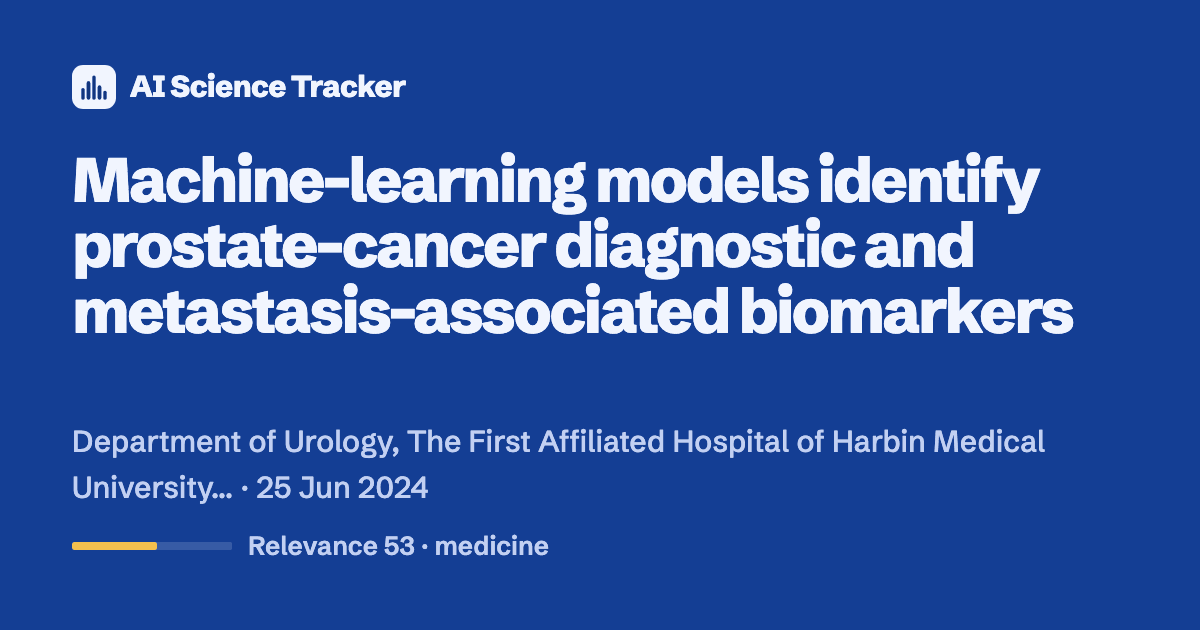 AI Science Tracker
Machine-learning models identify
prostate-cancer diagnostic and
metastasis-associated biomarkers
Department of Urology, The First Affiliated Hospital of Harbin Medical
University... · 25 Jun 2024
Relevance 53 · medicine